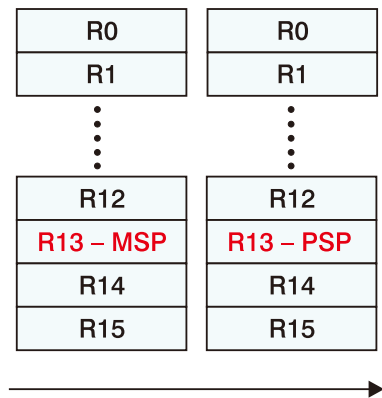 R0 R0
R1 R1
R12 R12
R13 – MSP R13 – PSP
R14 R14
R15 R15